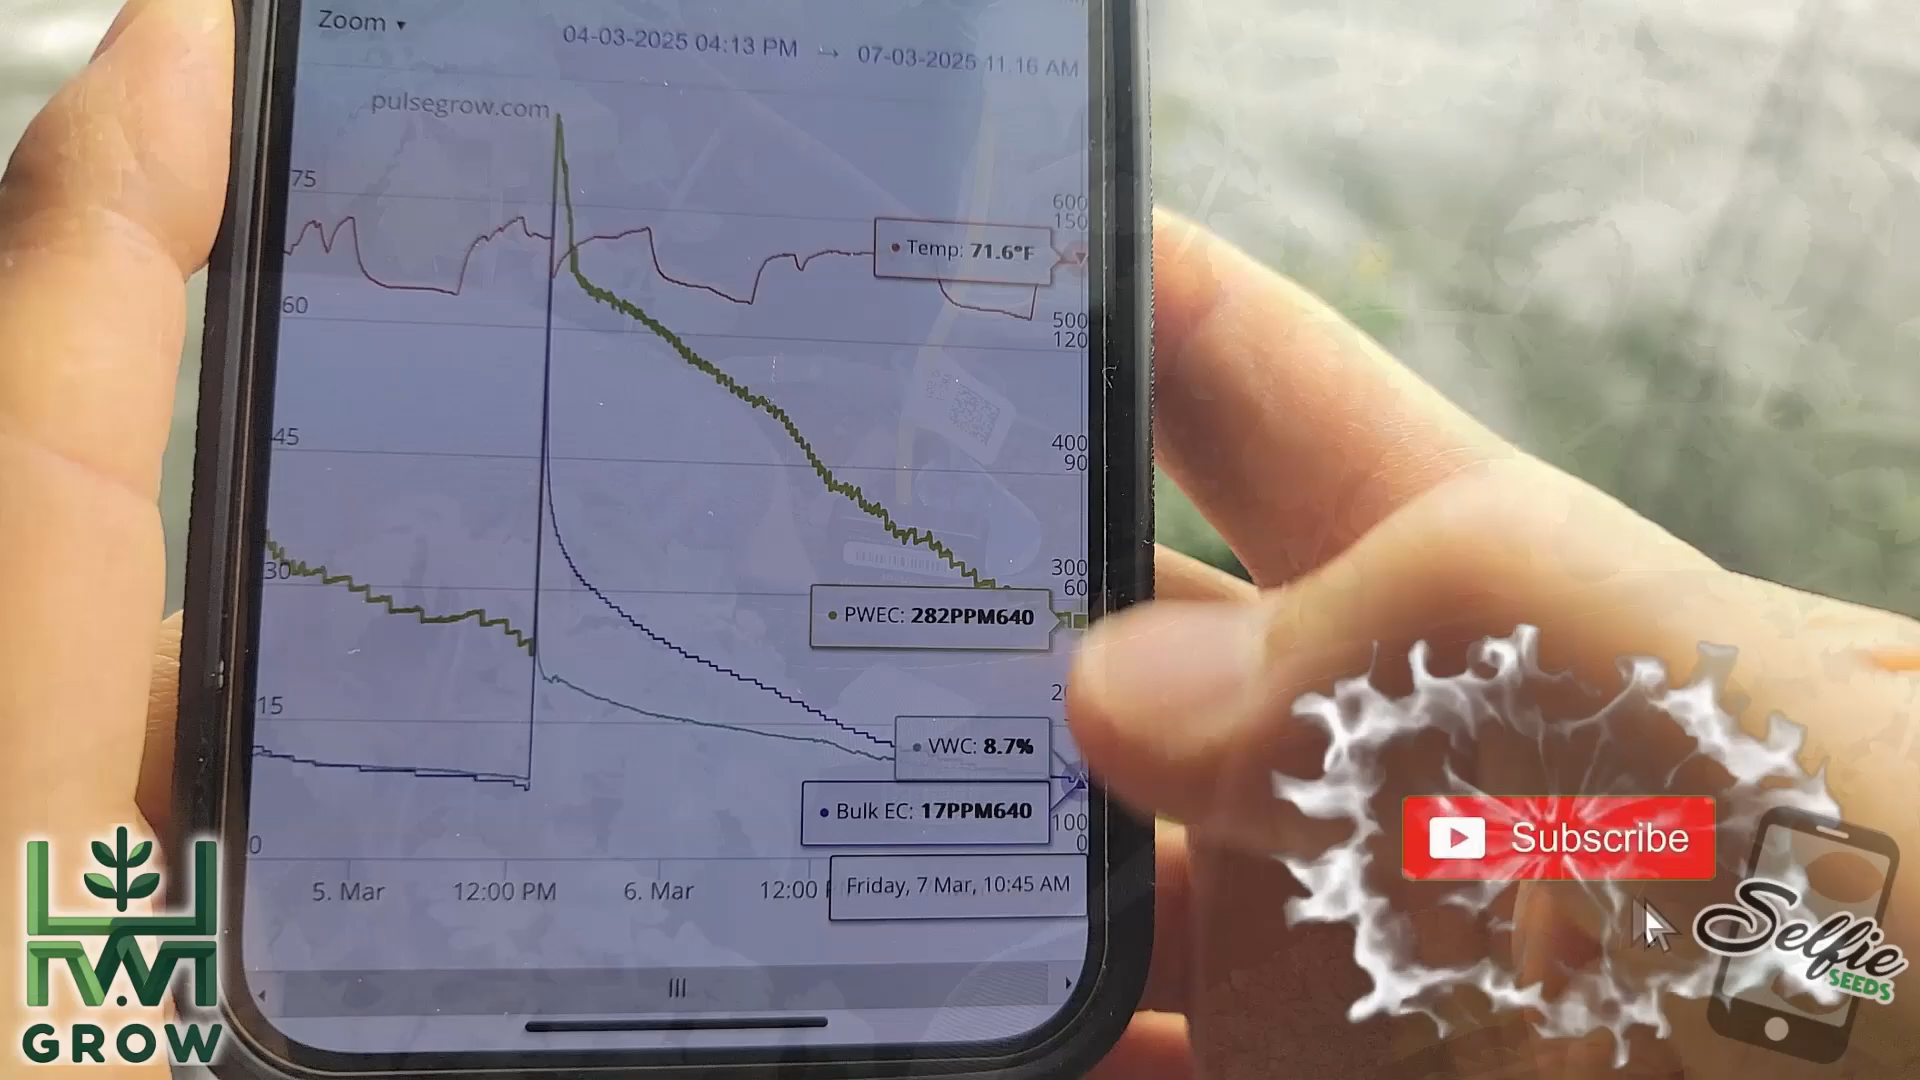 Zoom ▾
04-03-2025 04:13 PM → 07-03-2025 11.16 AM
pulsegrow.com
75
600
150
Temp: 71.6°F
60
500
120
45
400
90
30
300
60
PWEC: 282PPM640
15
VWC: 8.7%
Bulk EC: 17PPM640
100
0
0
5. Mar 12:00 PM 6. Mar 12:00
Friday, 7 Mar, 10:45 AM
Subscribe
Selfie
SEEDS
GROW